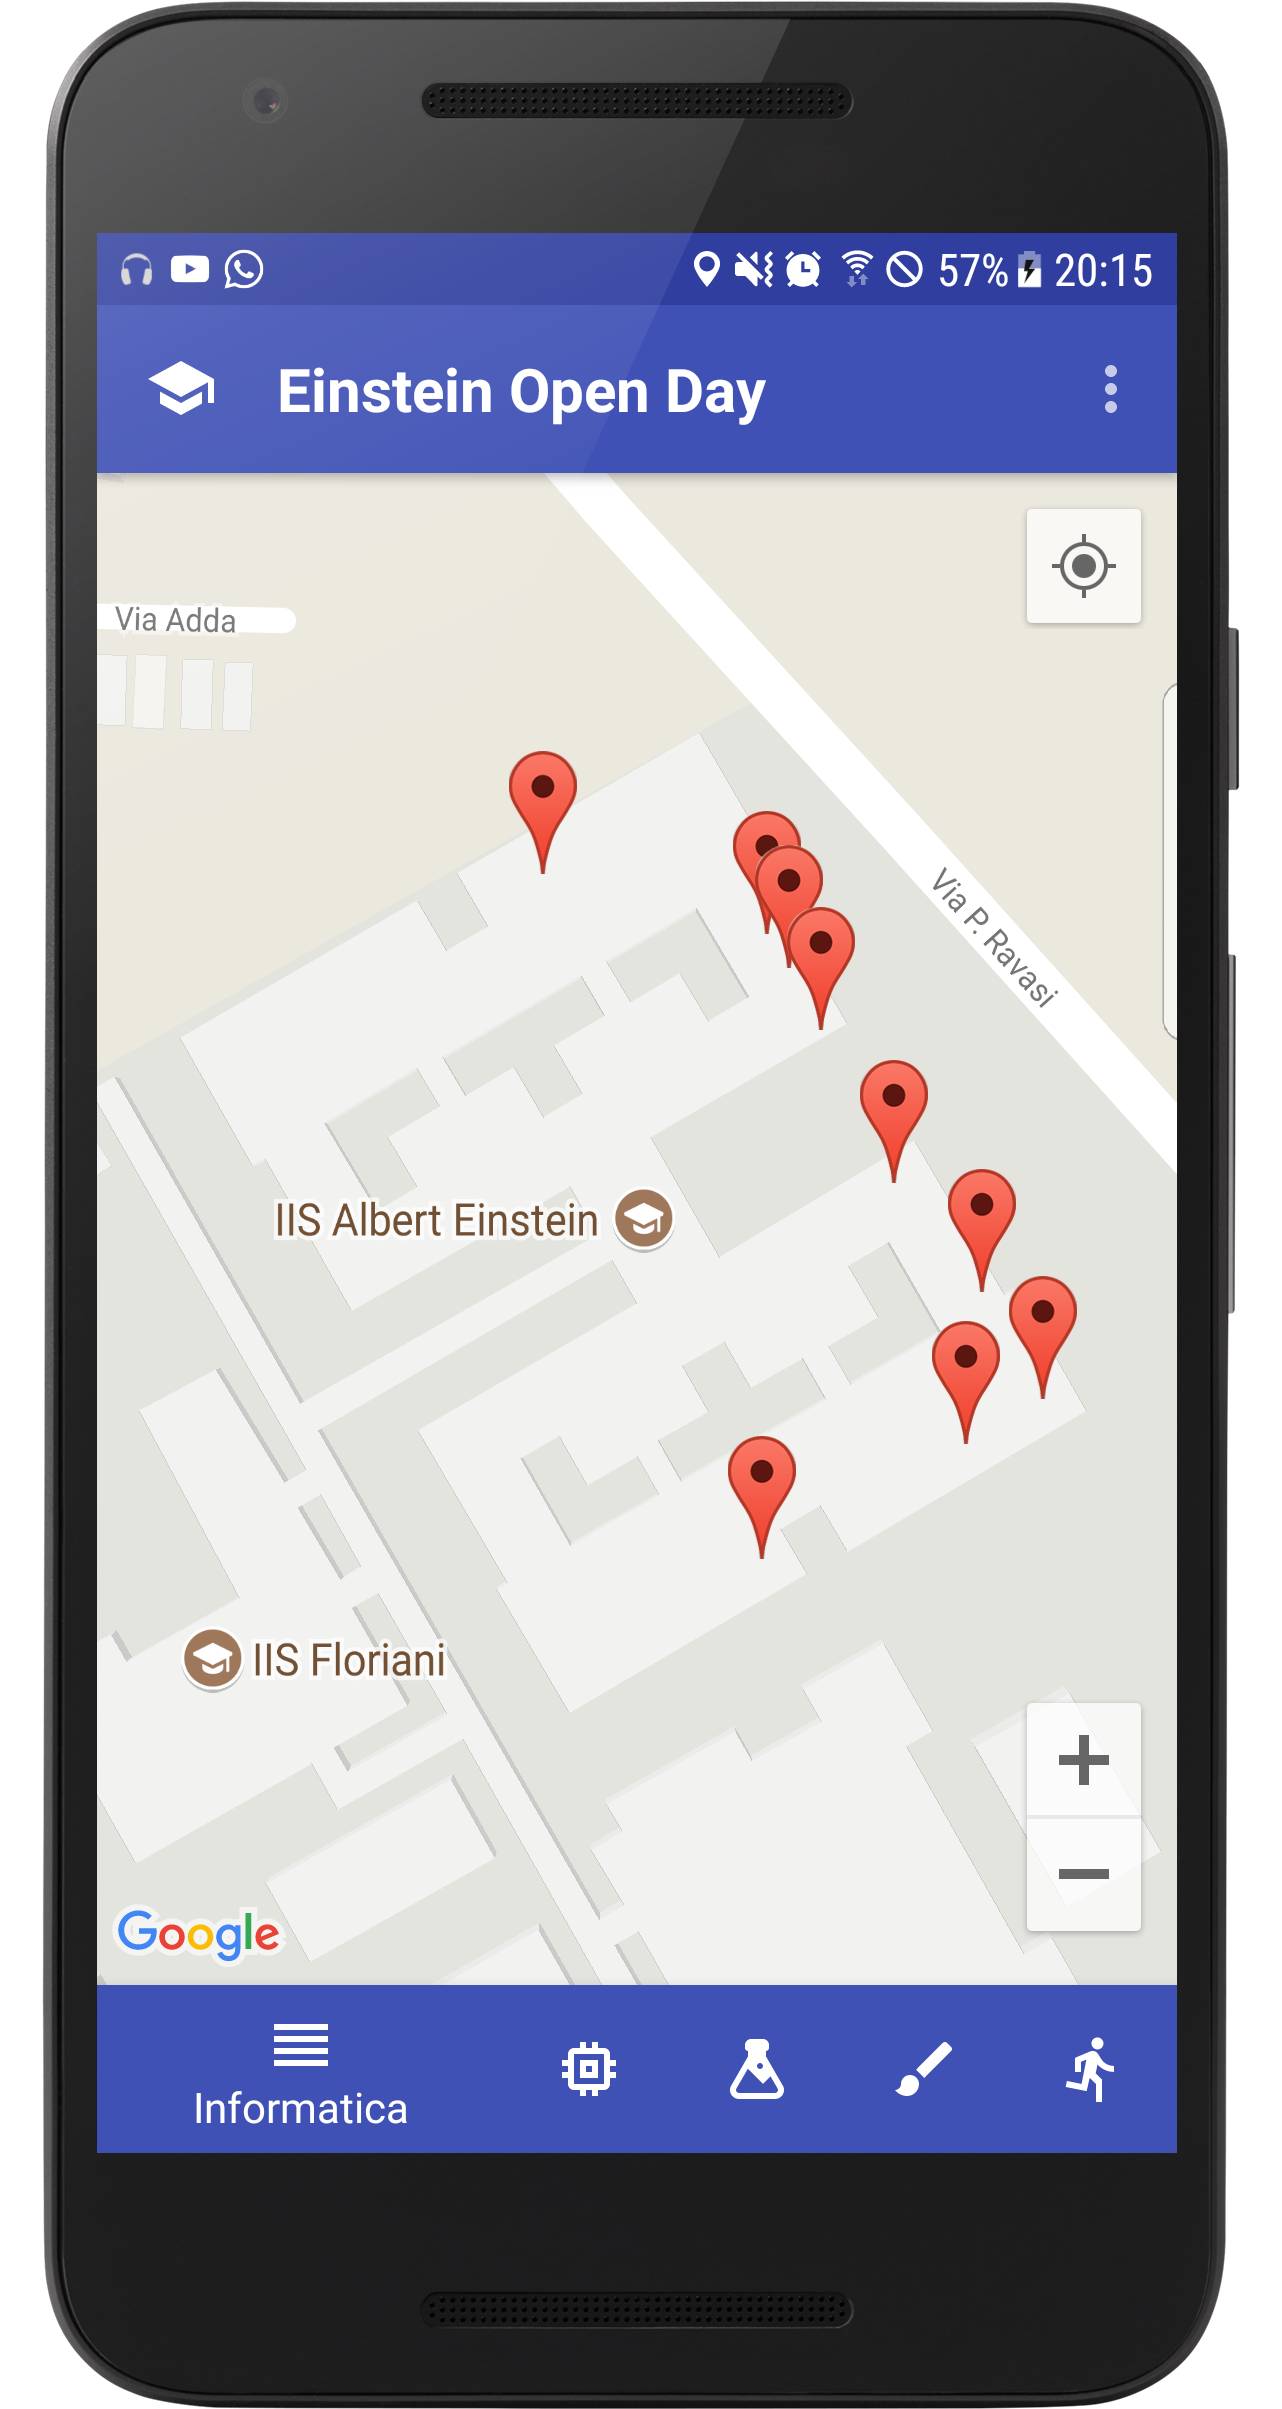 57% 20:15
Einstein Open Day
Via Adda
Via P. Ravasi
IIS Albert Einstein
IIS Floriani
Google
Informatica